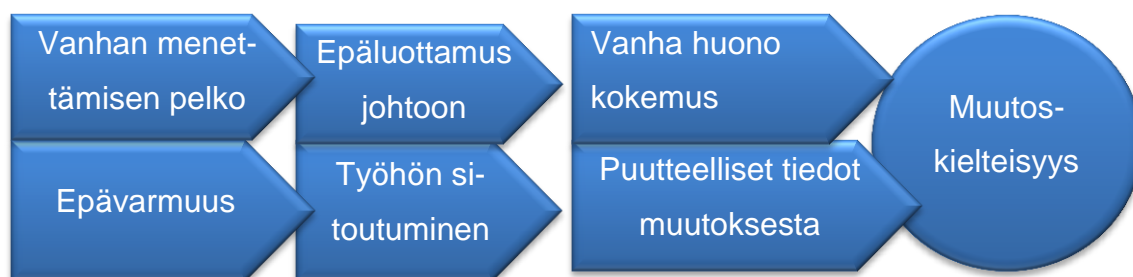 Vanhan menet-
tämisen pelko
Epäluottamus
johtoon
Vanha huono
kokemus
Epävarmuus
Työhön si-
toutuminen
Puutteelliset tiedot
muutoksesta
Muutos-
kielteisyys